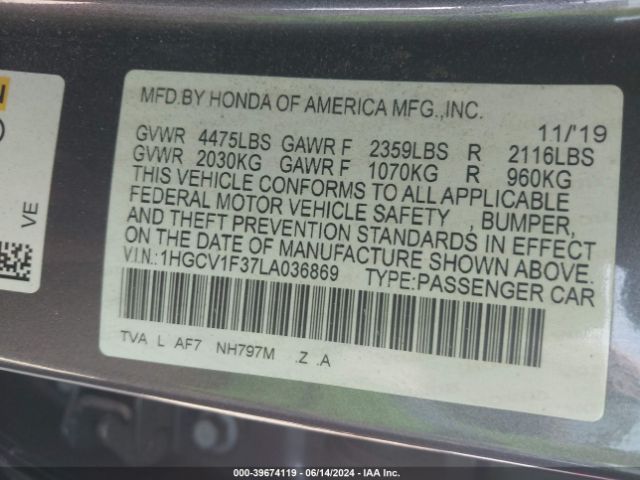 MFD.BY HONDA OF AMERICA MFG.,INC.
11/'19
GVWR 4475LBS GAWR F 2359LBS R 2116LBS
GVWR 2030KG GAWR F 1070KG R 960KG
THIS VEHICLE CONFORMS TO ALL APPLICABLE
FEDERAL MOTOR VEHICLE SAFETY , BUMPER,
AND THEFT PREVENTION STANDARDS IN EFFECT
ON THE DATE OF MANUFACTURE SHOWN ABOVE.
VIN.:1HGCV1F37LA036869 TYPE:PASSENGER CAR
TVA L AF7 NH797M .Z .A
VE
000-39674119 - 06/14/2024 - IAA Inc.